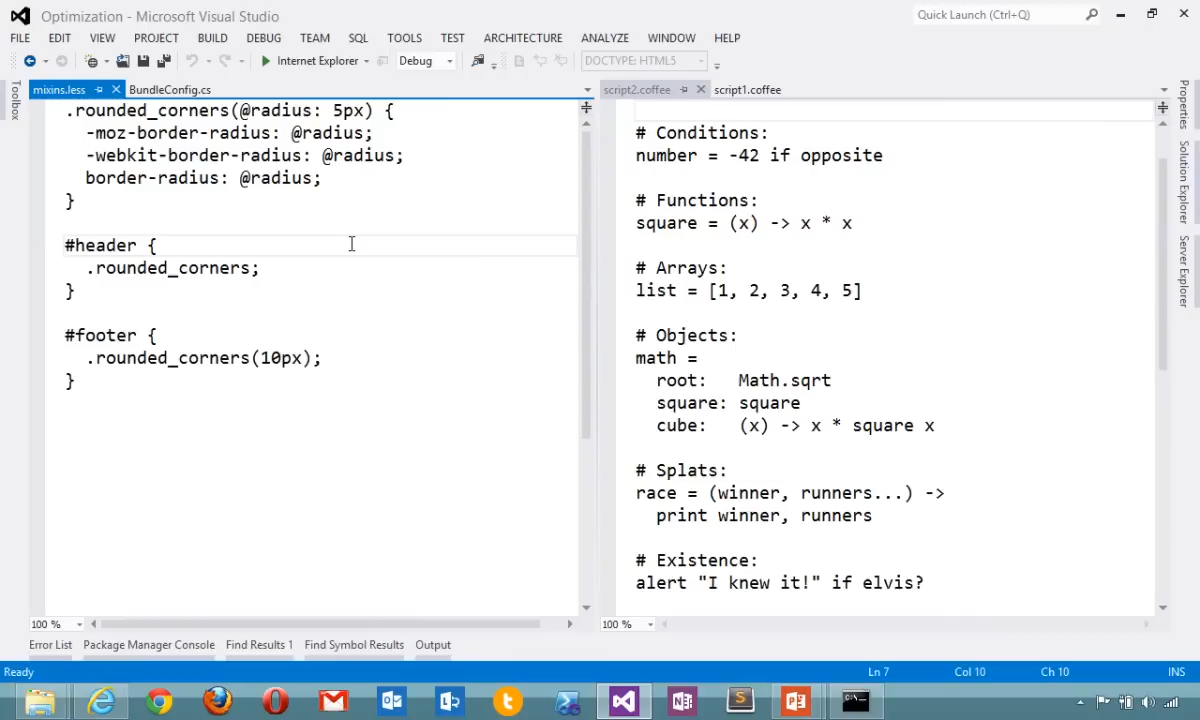 Optimization - Microsoft Visual Studio
Quick Launch (Ctrl+Q)
FILE EDIT VIEW PROJECT BUILD DEBUG TEAM SQL TOOLS TEST ARCHITECTURE ANALYZE WINDOW HELP
Internet Explorer Debug DOCTYPE: HTML5
Toolbox
mixins.less BundleConfig.cs
.rounded_corners(@radius: 5px) {
-moz-border-radius: @radius;
-webkit-border-radius: @radius;
border-radius: @radius;
}
#header {
.rounded_corners;
}
#footer {
.rounded_corners(10px);
}
100 %
script2.coffee script1.coffee
# Conditions:
number = -42 if opposite
# Functions:
square = (x) -> x * x
# Arrays:
list = [1, 2, 3, 4, 5]
# Objects:
math =
root: Math.sqrt
square: square
cube: (x) -> x * square x
# Splats:
race = (winner, runners...) ->
print winner, runners
# Existence:
alert "I knew it!" if elvis?
100 %
Properties
Solution Explorer
Server Explorer
Error List Package Manager Console Find Results 1 Find Symbol Results Output
Ready Ln 7 Col 10 Ch 10 INS